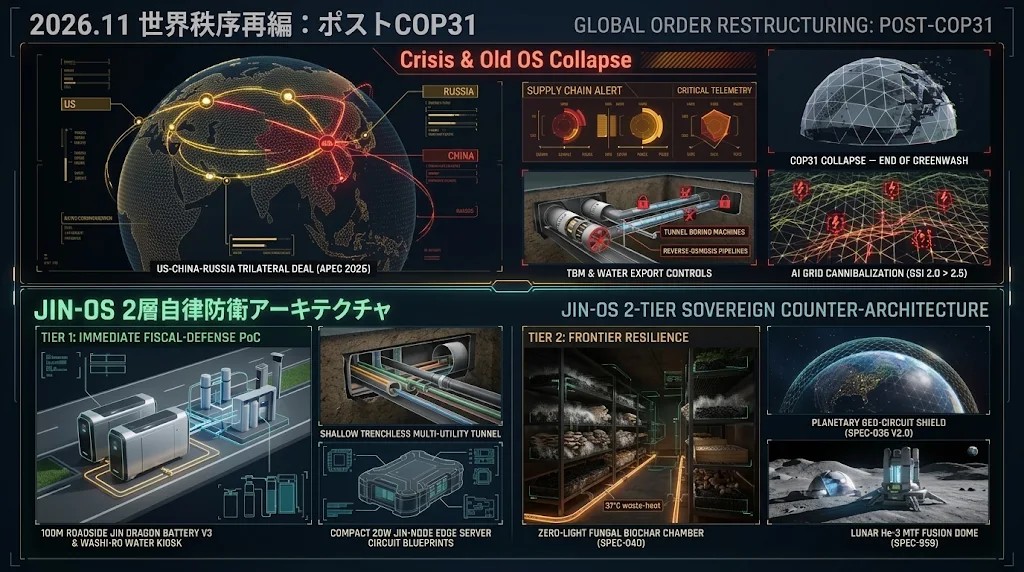 2026.11 世界秩序再編：ポストCOP31
GLOBAL ORDER RESTRUCTURING: POST-COP31
Crisis & Old OS Collapse
US
RUSSIA
CHINA
US-CHINA-RUSSIA TRILATERAL DEAL (APEC 2026)
SUPPLY CHAIN ALERT
CRITICAL TELEMETRY
TUNNEL BORING MACHINES
REVERSE-OSMOSIS PIPELINES
TBM & WATER EXPORT CONTROLS
COP31 COLLAPSE — END OF GREENWASH
AI GRID CANNIBALIZATION (GSI 2.0 > 2.5)
JIN-OS 2層自律防衛アーキテクチャ
JIN-OS 2-TIER SOVEREIGN COUNTER-ARCHITECTURE
TIER 1: IMMEDIATE FISCAL-DEFENSE PoC
100M ROADSIDE JIN DRAGON BATTERY V3
& WASHI-RO WATER KIOSK
SHALLOW TRENCHLESS MULTI-UTILITY TUNNEL
COMPACT 20W JIN-NODE EDGE SERVER
CIRCUIT BLUEPRINTS
TIER 2: FRONTIER RESILIENCE
37°C waste-heat
ZERO-LIGHT FUNGAL BIOCHAR CHAMBER
(SPEC-040)
PLANETARY GEO-CIRCUIT SHIELD
(SPEC-036 V2.0)
LUNAR He-3 MTF FUSION DOME
(SPEC-959)